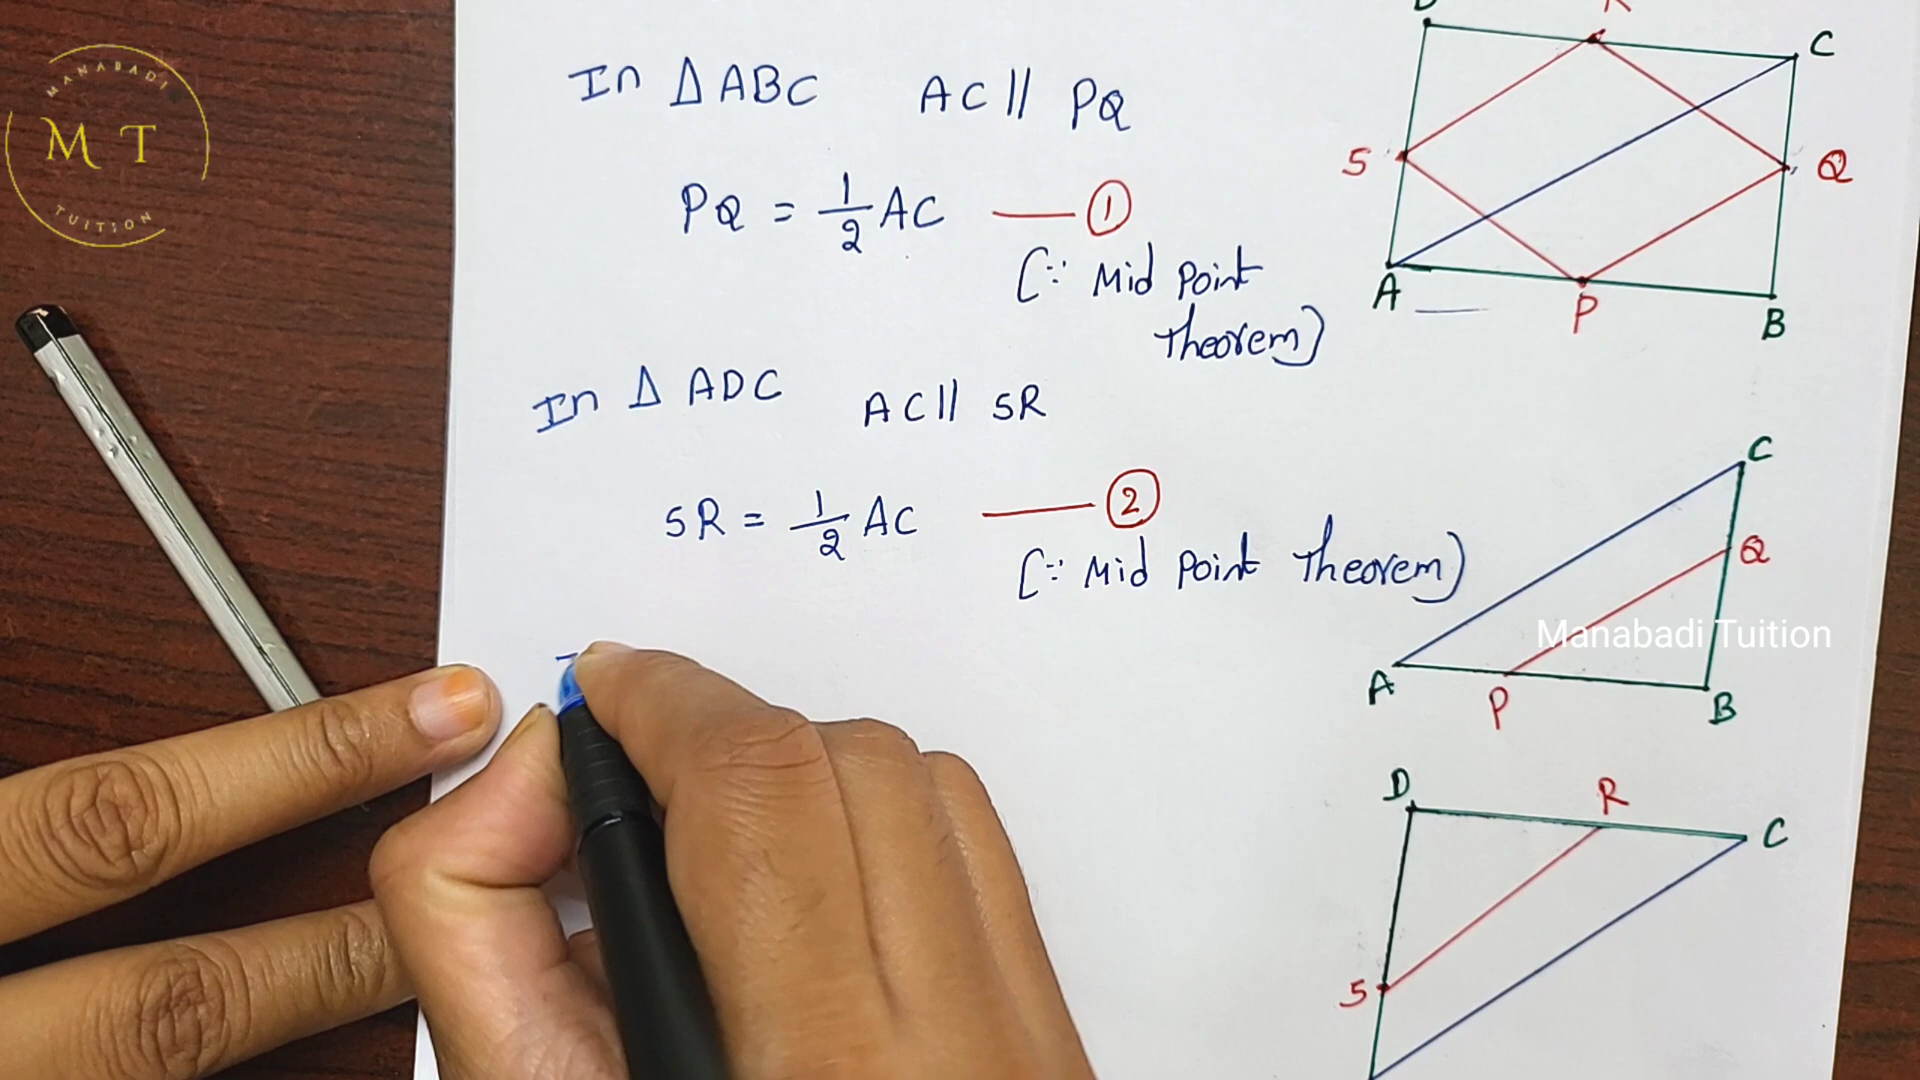 MANABADI
M T
TUITION
In Δ ABC AC || PQ
PQ = 1/2 AC —— ①
(∵ Mid Point
Theorem)
In Δ ADC AC || SR
SR = 1/2 AC —— ②
(∵ Mid Point Theorem)
C
S
Q
A
P
B
C
Q
Manabadi Tuition
A
P
B
D
R
C
S